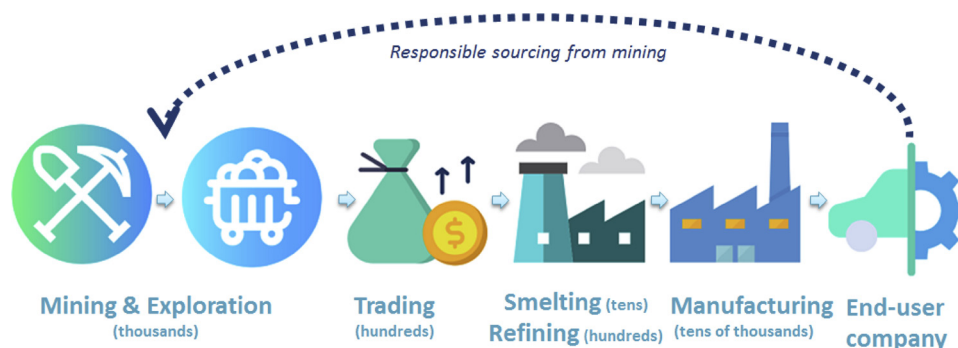 Responsible sourcing from mining
$
Mining & Exploration
(thousands)
Trading
(hundreds)
Smelting (tens)
Refining (hundreds)
Manufacturing
(tens of thousands)
End-user
company